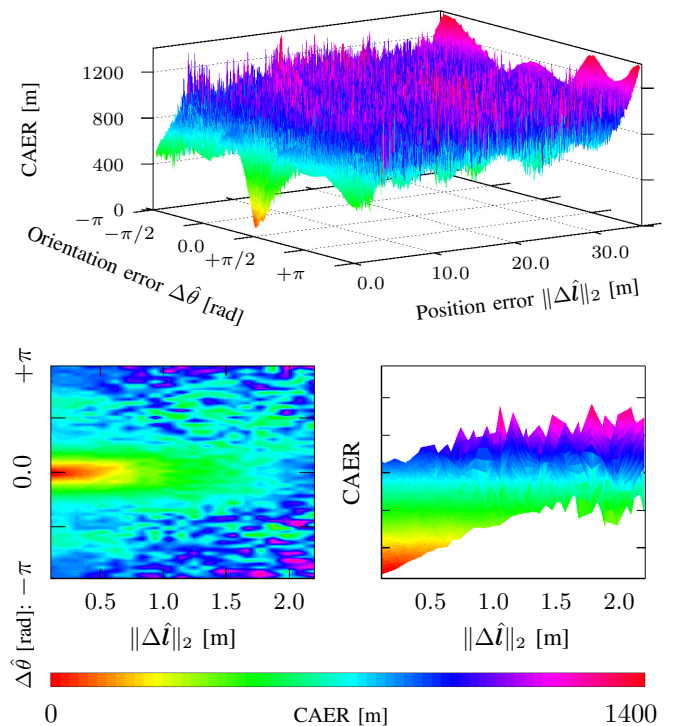 CAER [m]
1200
800
400
0
−π
−π/2
0.0
+π/2
+π
Orientation error Δθ̂ [rad]
0.0
10.0
20.0
30.0
Position error ‖Δl̂‖₂ [m]
+π
0.0
Δθ̂ [rad]: −π
0.5 1.0 1.5 2.0
‖Δl̂‖₂ [m]
CAER
0.5 1.0 1.5 2.0
‖Δl̂‖₂ [m]
0 CAER [m] 1400